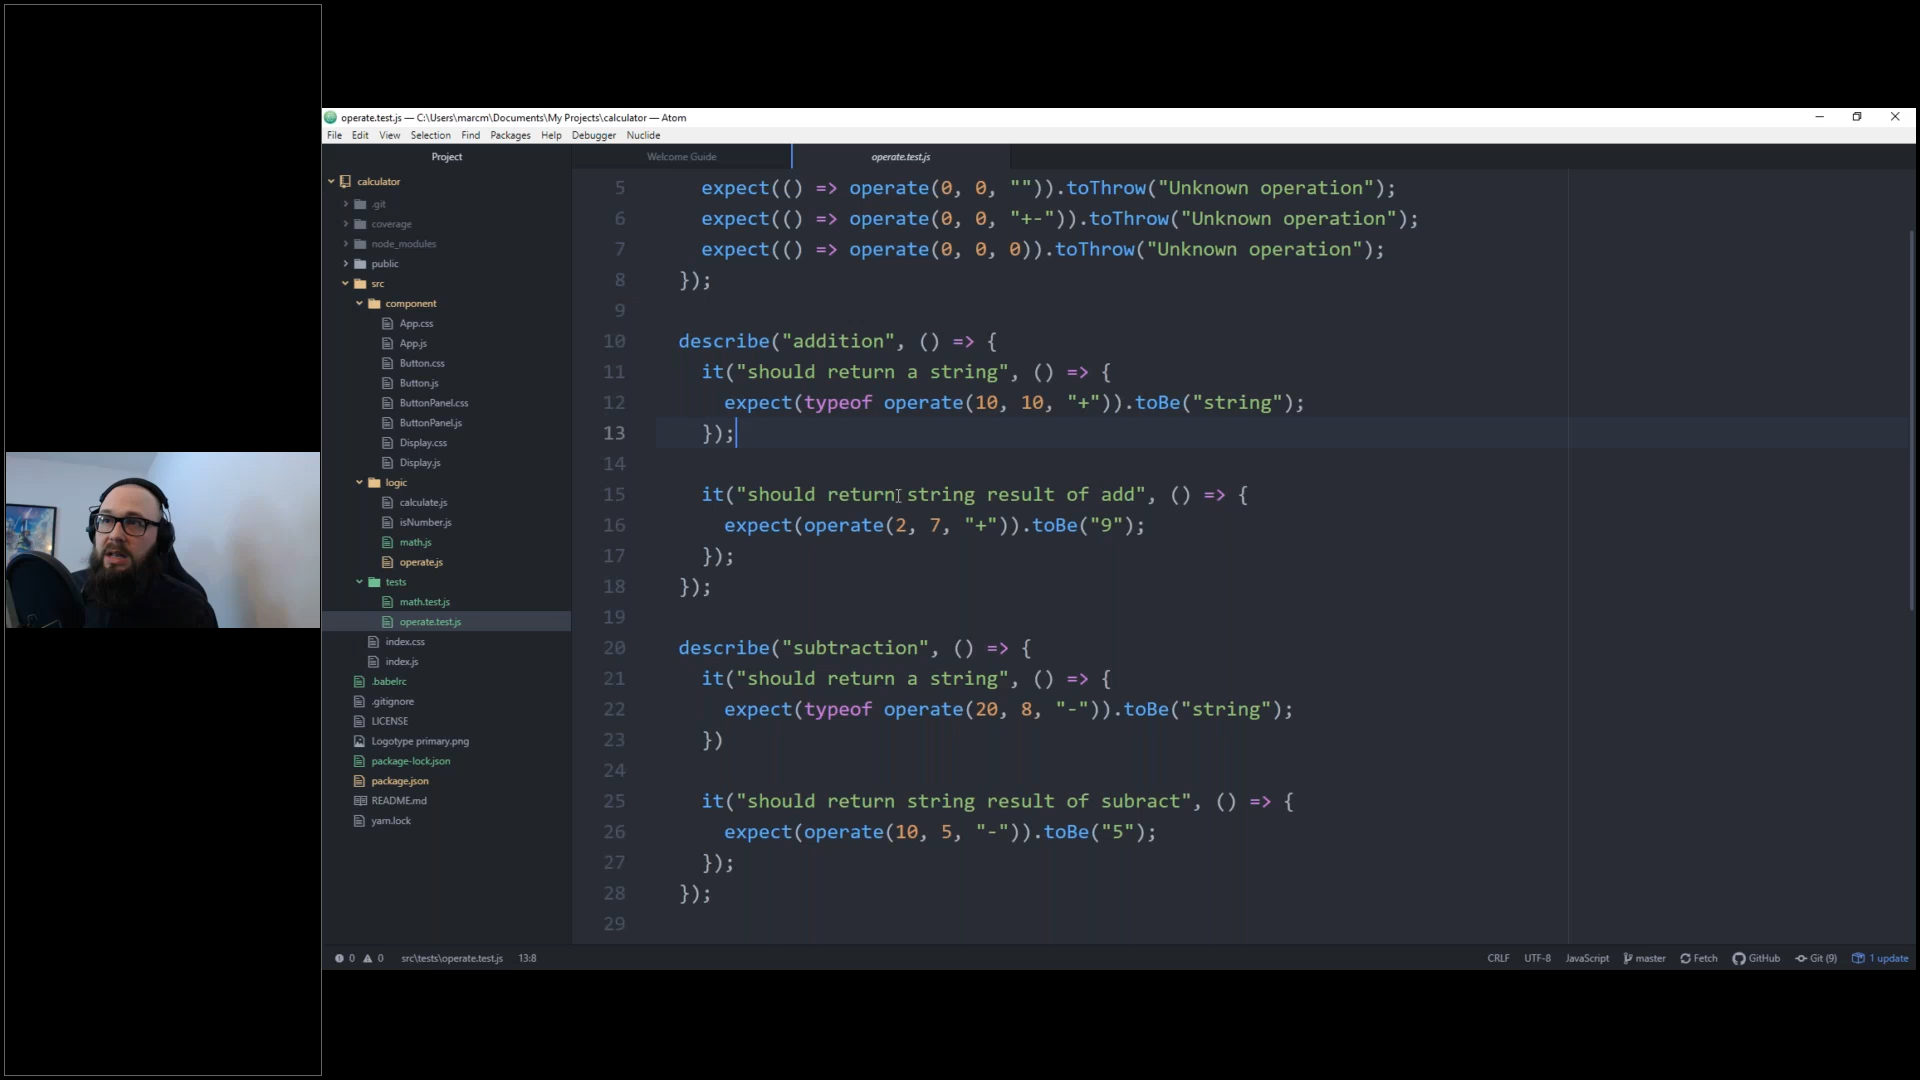 operate.test.js — C:\Users\marcm\Documents\My Projects\calculator — Atom
File Edit View Selection Find Packages Help Debugger Nuclide
Project
Welcome Guide
operate.test.js
calculator
.git
coverage
node_modules
public
src
component
App.css
App.js
Button.css
Button.js
ButtonPanel.css
ButtonPanel.js
Display.css
Display.js
logic
calculate.js
isNumber.js
math.js
operate.js
tests
math.test.js
operate.test.js
index.css
index.js
.babelrc
.gitignore
LICENSE
Logotype primary.png
package-lock.json
package.json
README.md
yarn.lock
5 expect(() => operate(0, 0, "")).toThrow("Unknown operation");
6 expect(() => operate(0, 0, "+-")).toThrow("Unknown operation");
7 expect(() => operate(0, 0, 0)).toThrow("Unknown operation");
8 });
9
10 describe("addition", () => {
11 it("should return a string", () => {
12 expect(typeof operate(10, 10, "+")).toBe("string");
13 });
14
15 it("should return string result of add", () => {
16 expect(operate(2, 7, "+")).toBe("9");
17 });
18 });
19
20 describe("subtraction", () => {
21 it("should return a string", () => {
22 expect(typeof operate(20, 8, "-")).toBe("string");
23 })
24
25 it("should return string result of subract", () => {
26 expect(operate(10, 5, "-")).toBe("5");
27 });
28 });
29
0 0 src\tests\operate.test.js 13:8 CRLF UTF-8 JavaScript master Fetch GitHub Git (9) 1 update